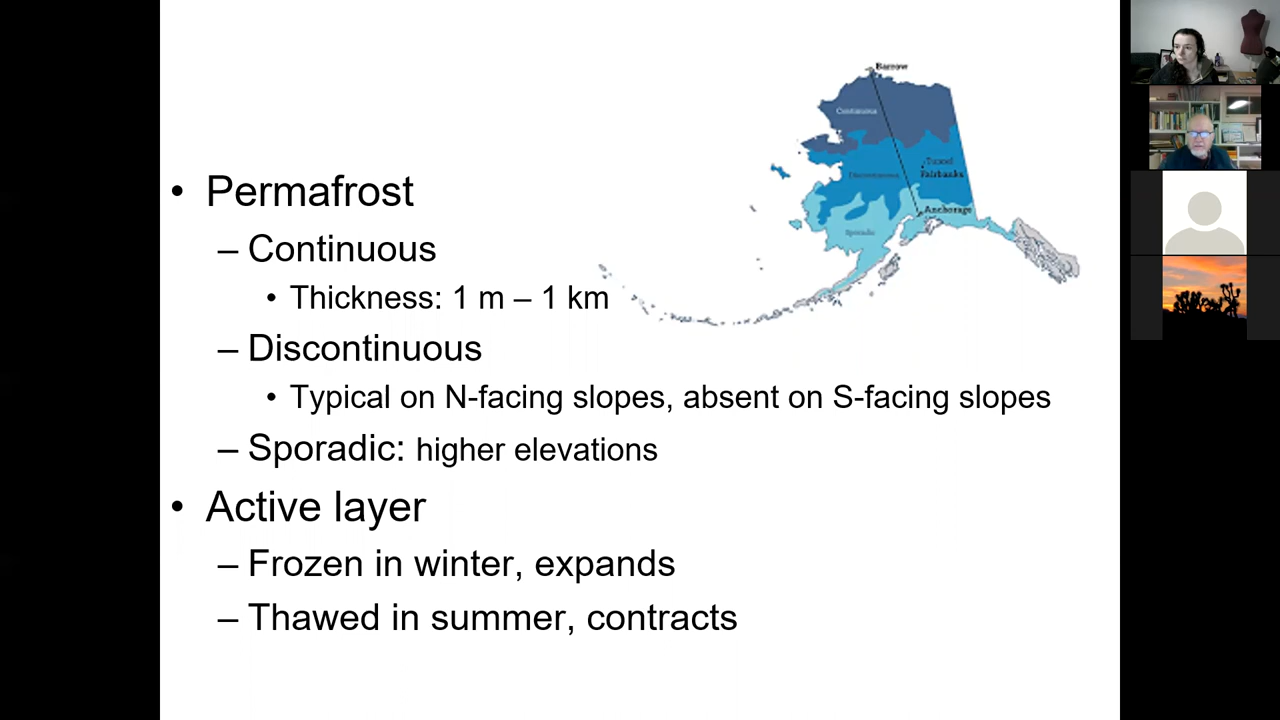 Barrow
Continuous
Tunnel
Discontinuous
Fairbanks
Anchorage
Sporadic
• Permafrost
– Continuous
• Thickness: 1 m – 1 km
– Discontinuous
• Typical on N-facing slopes, absent on S-facing slopes
– Sporadic: higher elevations
• Active layer
– Frozen in winter, expands
– Thawed in summer, contracts